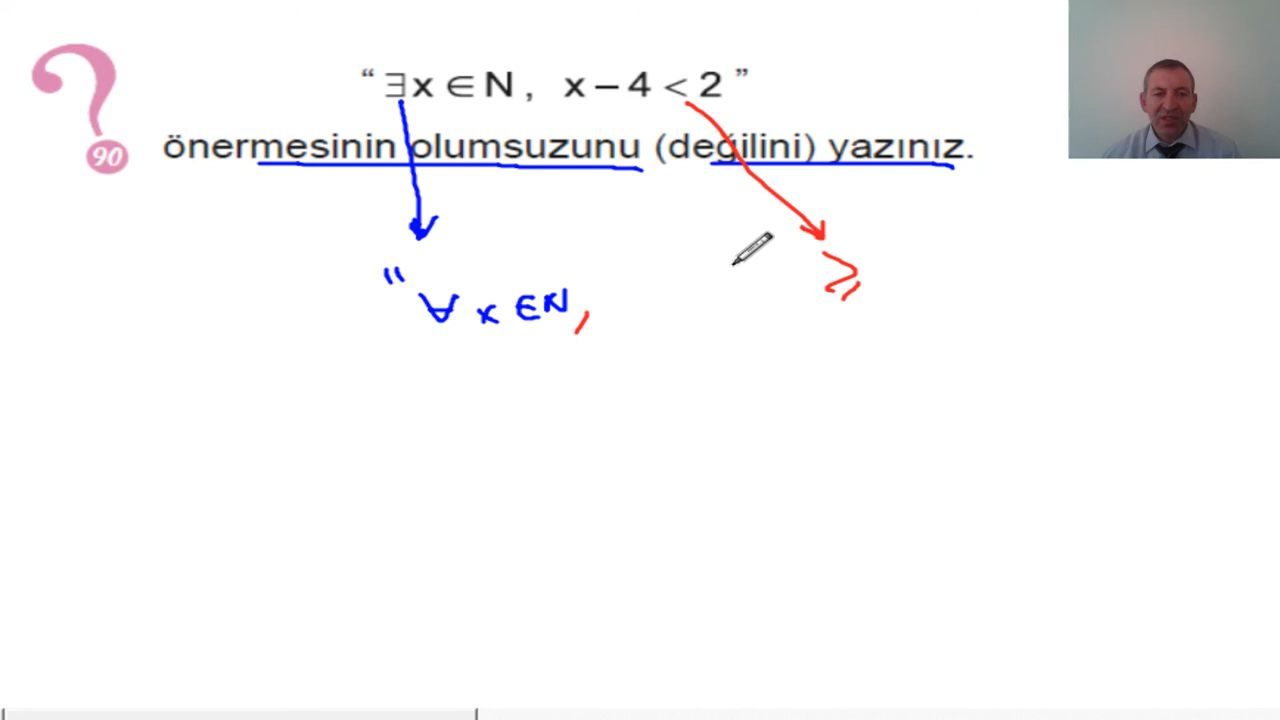 “ ∃x ∈ N ,  x – 4 < 2 ”
90
önermesinin olumsuzunu (değilini) yazınız.
≥
" ∀ x ∈ N,